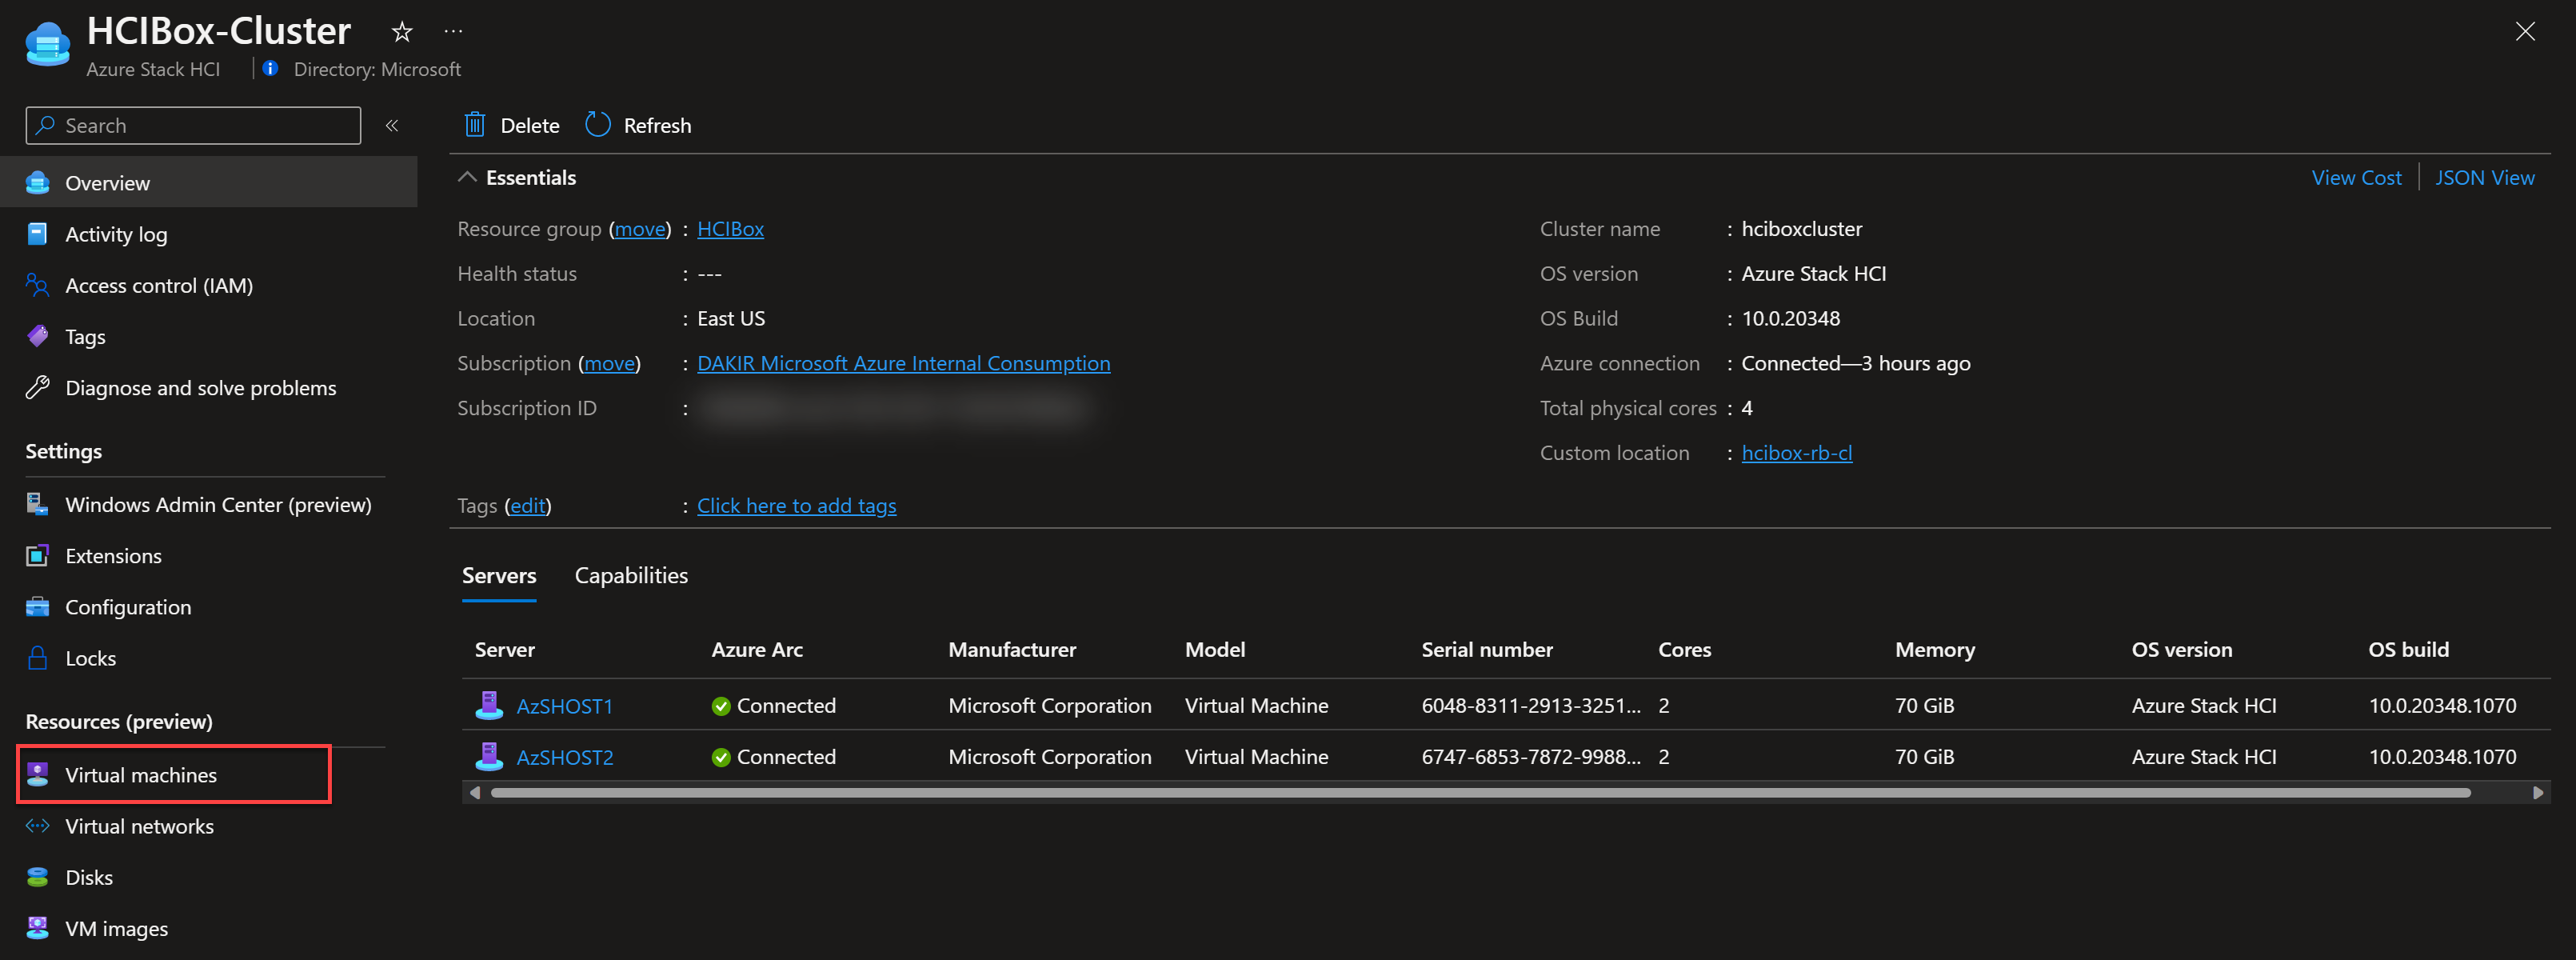 HCIBox-Cluster
Azure Stack HCI
Directory: Microsoft
Search
Overview
Activity log
Access control (IAM)
Tags
Diagnose and solve problems
Settings
Windows Admin Center (preview)
Extensions
Configuration
Locks
Resources (preview)
Virtual machines
Virtual networks
Disks
VM images
Delete Refresh
Essentials
View Cost JSON View
Resource group (move) : HCIBox
Health status : ---
Location : East US
Subscription (move) : DAKIR Microsoft Azure Internal Consumption
Subscription ID :
Tags (edit) : Click here to add tags
Cluster name : hciboxcluster
OS version : Azure Stack HCI
OS Build : 10.0.20348
Azure connection : Connected—3 hours ago
Total physical cores : 4
Custom location : hcibox-rb-cl
Servers Capabilities
Server Azure Arc Manufacturer Model Serial number Cores Memory OS version OS build
AzSHOST1 Connected Microsoft Corporation Virtual Machine 6048-8311-2913-3251... 2 70 GiB Azure Stack HCI 10.0.20348.1070
AzSHOST2 Connected Microsoft Corporation Virtual Machine 6747-6853-7872-9988... 2 70 GiB Azure Stack HCI 10.0.20348.1070